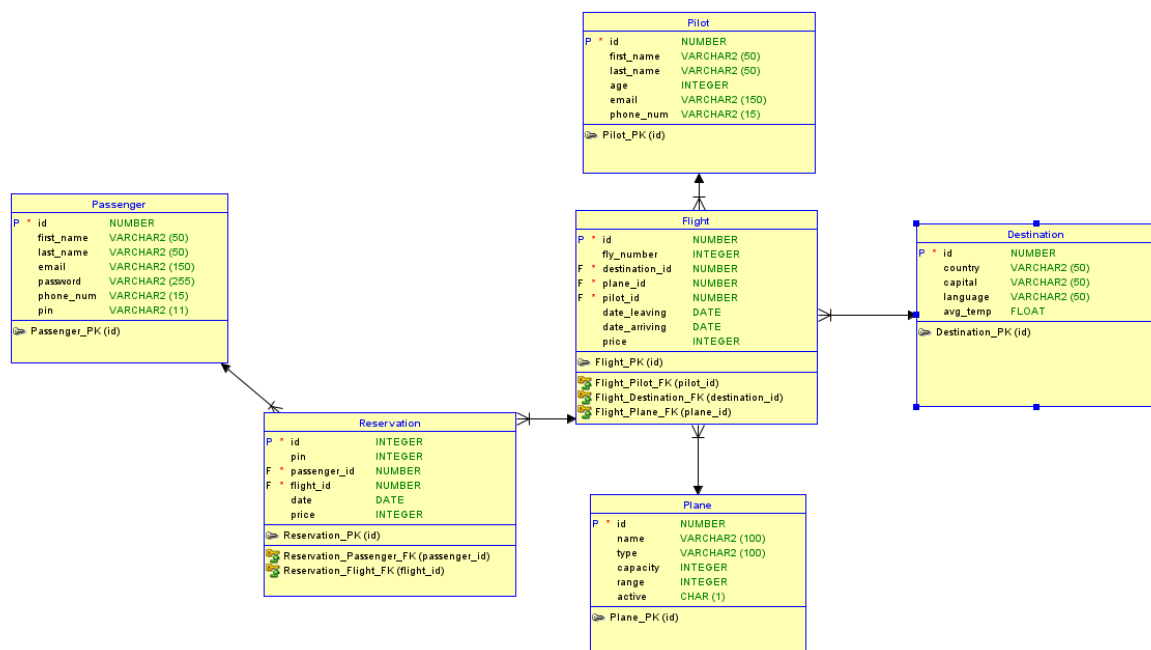 Pilot
P * id NUMBER
first_name VARCHAR2 (50)
last_name VARCHAR2 (50)
age INTEGER
email VARCHAR2 (150)
phone_num VARCHAR2 (15)
Pilot_PK (id)
Passenger
P * id NUMBER
first_name VARCHAR2 (50)
last_name VARCHAR2 (50)
email VARCHAR2 (150)
password VARCHAR2 (255)
phone_num VARCHAR2 (15)
pin VARCHAR2 (11)
Passenger_PK (id)
Flight
P * id NUMBER
fly_number INTEGER
F * destination_id NUMBER
F * plane_id NUMBER
F * pilot_id NUMBER
date_leaving DATE
date_arriving DATE
price INTEGER
Flight_PK (id)
Flight_Pilot_FK (pilot_id)
Flight_Destination_FK (destination_id)
Flight_Plane_FK (plane_id)
Destination
P * id NUMBER
country VARCHAR2 (50)
capital VARCHAR2 (50)
language VARCHAR2 (50)
avg_temp FLOAT
Destination_PK (id)
Reservation
P * id INTEGER
pin INTEGER
F * passenger_id NUMBER
F * flight_id NUMBER
date DATE
price INTEGER
Reservation_PK (id)
Reservation_Passenger_FK (passenger_id)
Reservation_Flight_FK (flight_id)
Plane
P * id NUMBER
name VARCHAR2 (100)
type VARCHAR2 (100)
capacity INTEGER
range INTEGER
active CHAR (1)
Plane_PK (id)